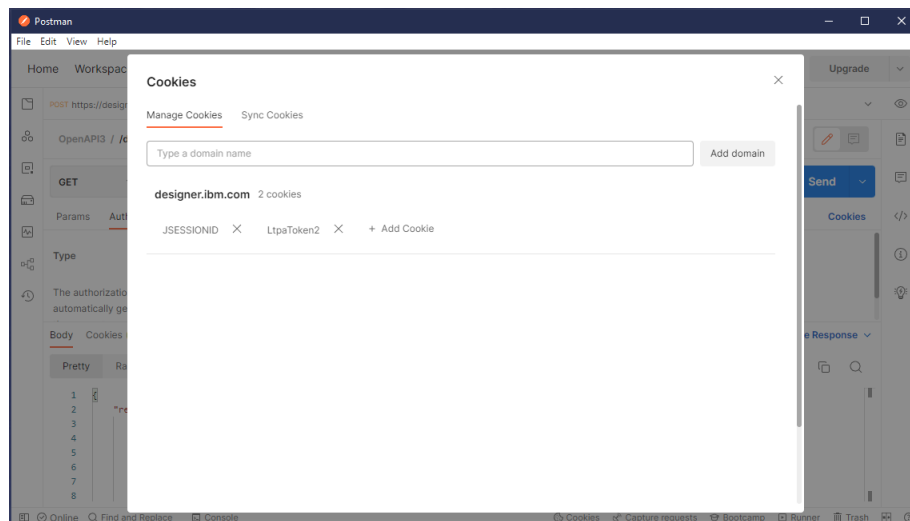 Postman
File Edit View Help
Home Workspac
Upgrade
Cookies
Manage Cookies Sync Cookies
POST https://desigr
Type a domain name
Add domain
OpenAPI3 /
GET
Send
designer.ibm.com 2 cookies
JSESSIONID LtpaToken2 + Add Cookie
Params Auth
Cookies
Type
The authorizatio
automatically ge
Body Cookies
e Response
Pretty Ra
1 {
2 "re
3
4
5
6
7
8
Online Find and Replace Console Cookies Capture requests Bootcamp Runner Trash